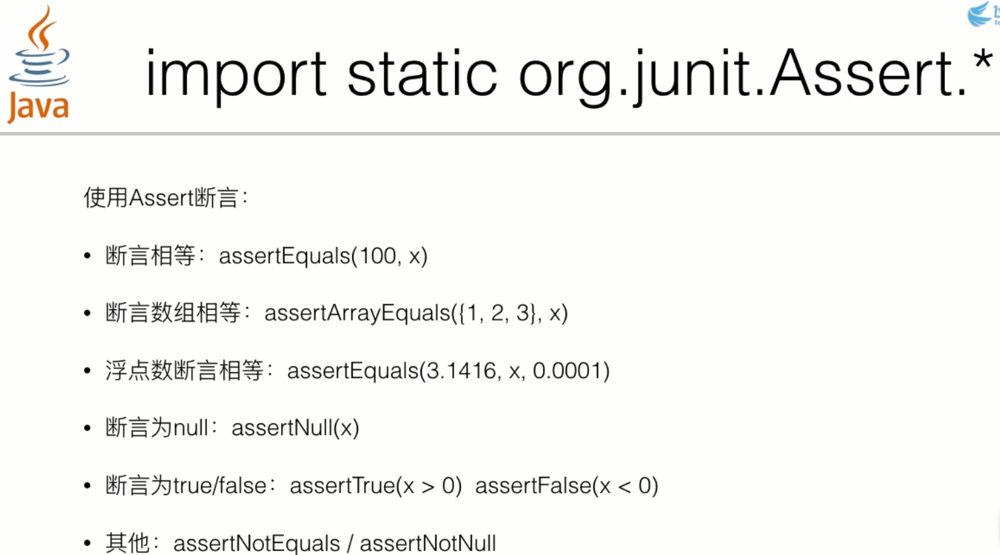 Java
import static org.junit.Assert.*
使用Assert断言：
• 断言相等：assertEquals(100, x)
• 断言数组相等：assertArrayEquals({1, 2, 3}, x)
• 浮点数断言相等：assertEquals(3.1416, x, 0.0001)
• 断言为null：assertNull(x)
• 断言为true/false：assertTrue(x > 0) assertFalse(x < 0)
• 其他：assertNotEquals / assertNotNull